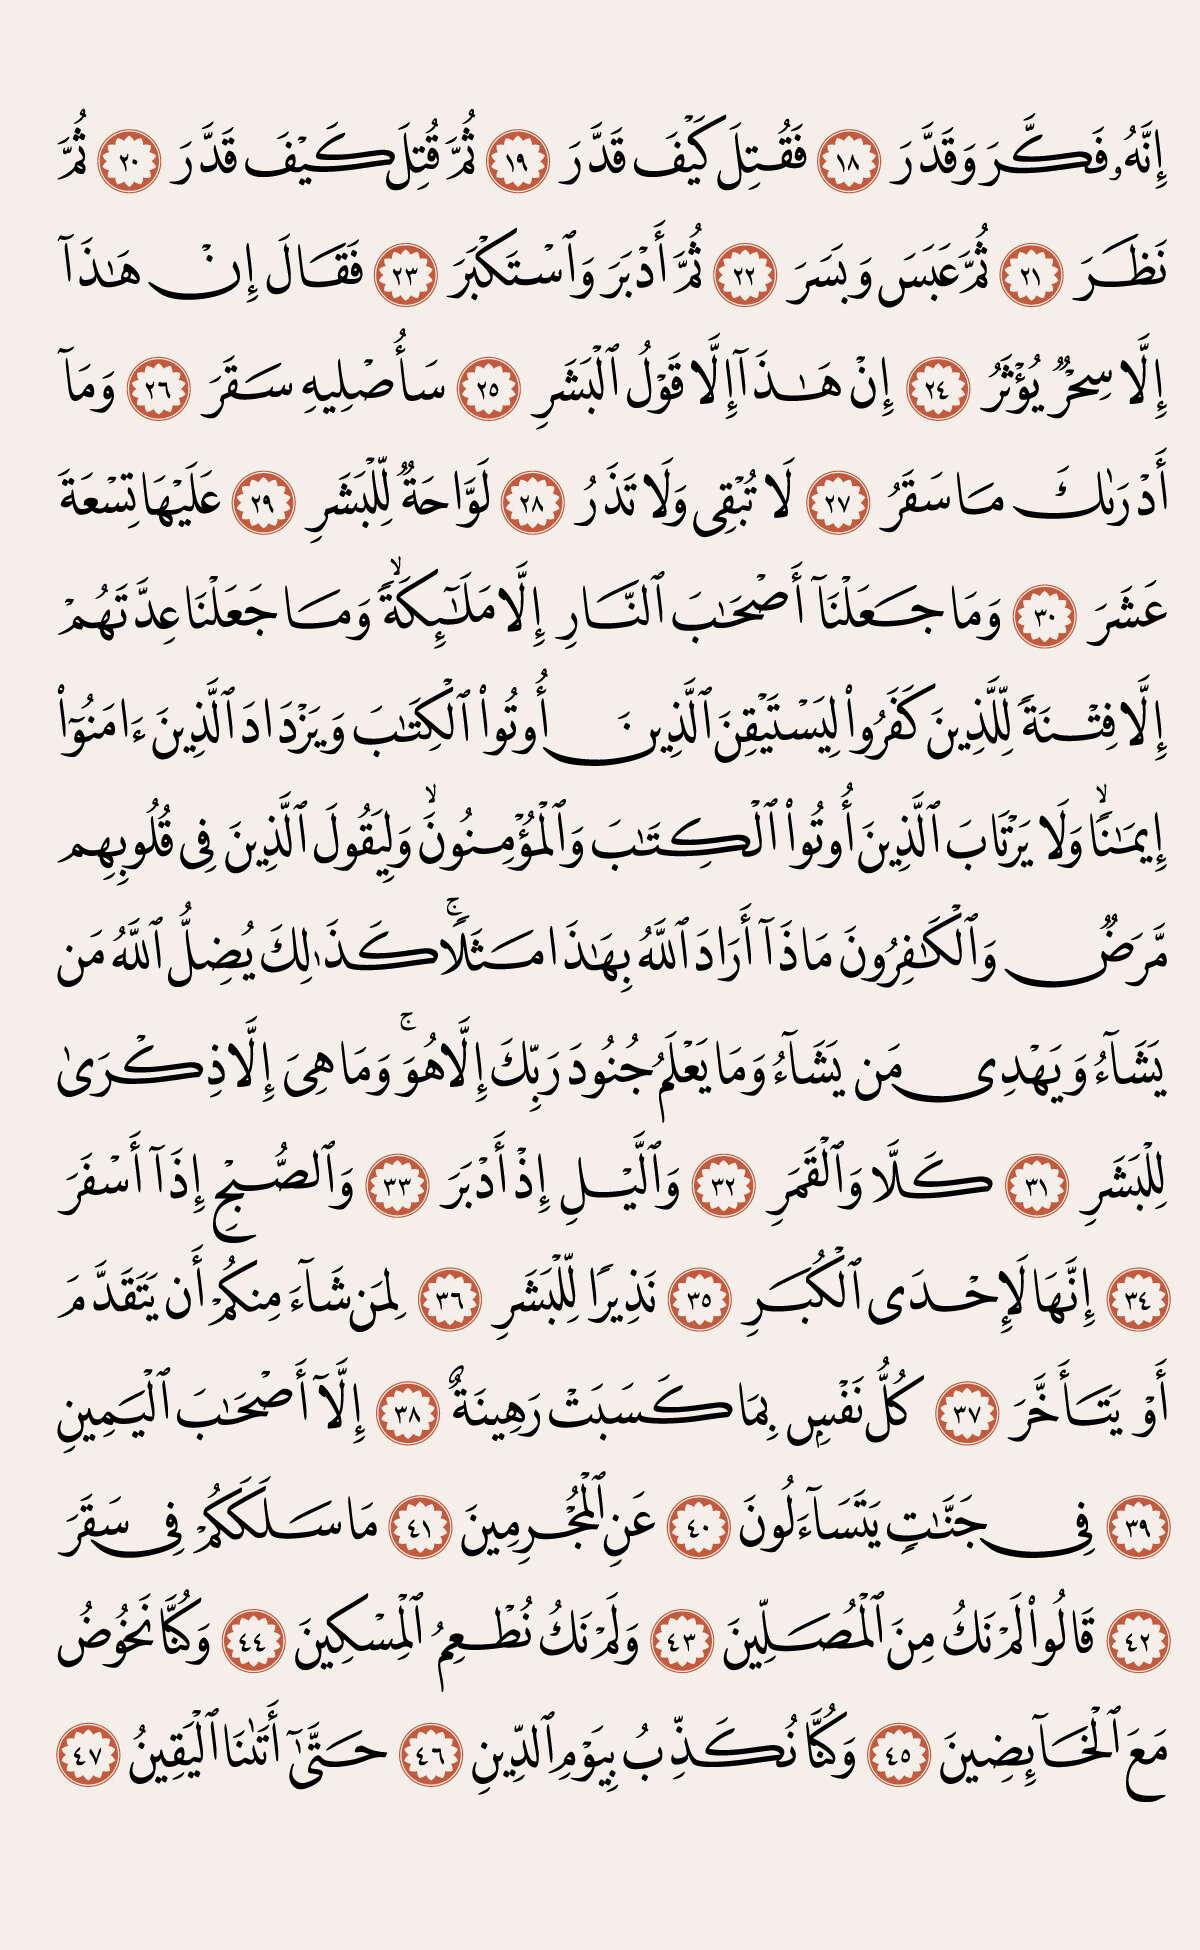 إِنَّهُۥ فَكَّرَ وَقَدَّرَ ١٨ فَقُتِلَ كَيْفَ قَدَّرَ ١٩ ثُمَّ قُتِلَ كَيْفَ قَدَّرَ ٢٠ ثُمَّ
نَظَرَ ٢١ ثُمَّ عَبَسَ وَبَسَرَ ٢٢ ثُمَّ أَدْبَرَ وَٱسْتَكْبَرَ ٢٣ فَقَالَ إِنْ هَـٰذَآ
إِلَّا سِحْرٌ يُؤْثَرُ ٢٤ إِنْ هَـٰذَآ إِلَّا قَوْلُ ٱلْبَشَرِ ٢٥ سَأُصْلِيهِ سَقَرَ ٢٦ وَمَآ
أَدْرَىٰكَ مَا سَقَرُ ٢٧ لَا تُبْقِى وَلَا تَذَرُ ٢٨ لَوَّاحَةٌ لِّلْبَشَرِ ٢٩ عَلَيْهَا تِسْعَةَ
عَشَرَ ٣٠ وَمَا جَعَلْنَآ أَصْحَـٰبَ ٱلنَّارِ إِلَّا مَلَـٰٓئِكَةً ۙ وَمَا جَعَلْنَا عِدَّتَهُمْ
إِلَّا فِتْنَةً لِّلَّذِينَ كَفَرُوا۟ لِيَسْتَيْقِنَ ٱلَّذِينَ أُوتُوا۟ ٱلْكِتَـٰبَ وَيَزْدَادَ ٱلَّذِينَ ءَامَنُوٓا۟
إِيمَـٰنًا ۙ وَلَا يَرْتَابَ ٱلَّذِينَ أُوتُوا۟ ٱلْكِتَـٰبَ وَٱلْمُؤْمِنُونَ ۙ وَلِيَقُولَ ٱلَّذِينَ فِى قُلُوبِهِم
مَّرَضٌ وَٱلْكَـٰفِرُونَ مَاذَآ أَرَادَ ٱللَّهُ بِهَـٰذَا مَثَلًا ۚ كَذَٰلِكَ يُضِلُّ ٱللَّهُ مَن
يَشَآءُ وَيَهْدِى مَن يَشَآءُ وَمَا يَعْلَمُ جُنُودَ رَبِّكَ إِلَّا هُوَ ۚ وَمَا هِىَ إِلَّا ذِكْرَىٰ
لِلْبَشَرِ ٣١ كَلَّا وَٱلْقَمَرِ ٣٢ وَٱلَّيْلِ إِذْ أَدْبَرَ ٣٣ وَٱلصُّبْحِ إِذَآ أَسْفَرَ
٣٤ إِنَّهَا لَإِحْدَى ٱلْكُبَرِ ٣٥ نَذِيرًا لِّلْبَشَرِ ٣٦ لِمَن شَآءَ مِنكُمْ أَن يَتَقَدَّمَ
أَوْ يَتَأَخَّرَ ٣٧ كُلُّ نَفْسٍۭ بِمَا كَسَبَتْ رَهِينَةٌ ٣٨ إِلَّآ أَصْحَـٰبَ ٱلْيَمِينِ
٣٩ فِى جَنَّـٰتٍ يَتَسَآءَلُونَ ٤٠ عَنِ ٱلْمُجْرِمِينَ ٤١ مَا سَلَكَكُمْ فِى سَقَرَ
٤٢ قَالُوا۟ لَمْ نَكُ مِنَ ٱلْمُصَلِّينَ ٤٣ وَلَمْ نَكُ نُطْعِمُ ٱلْمِسْكِينَ ٤٤ وَكُنَّا نَخُوضُ
مَعَ ٱلْخَآئِضِينَ ٤٥ وَكُنَّا نُكَذِّبُ بِيَوْمِ ٱلدِّينِ ٤٦ حَتَّىٰٓ أَتَىٰنَا ٱلْيَقِينُ ٤٧